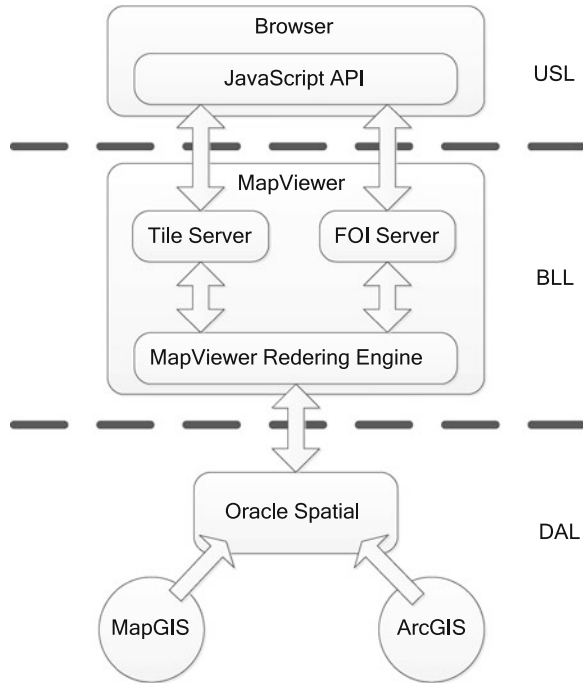 Browser
JavaScript API
USL
MapViewer
Tile Server
FOI Server
BLL
MapViewer Redering Engine
Oracle Spatial
DAL
MapGIS
ArcGIS